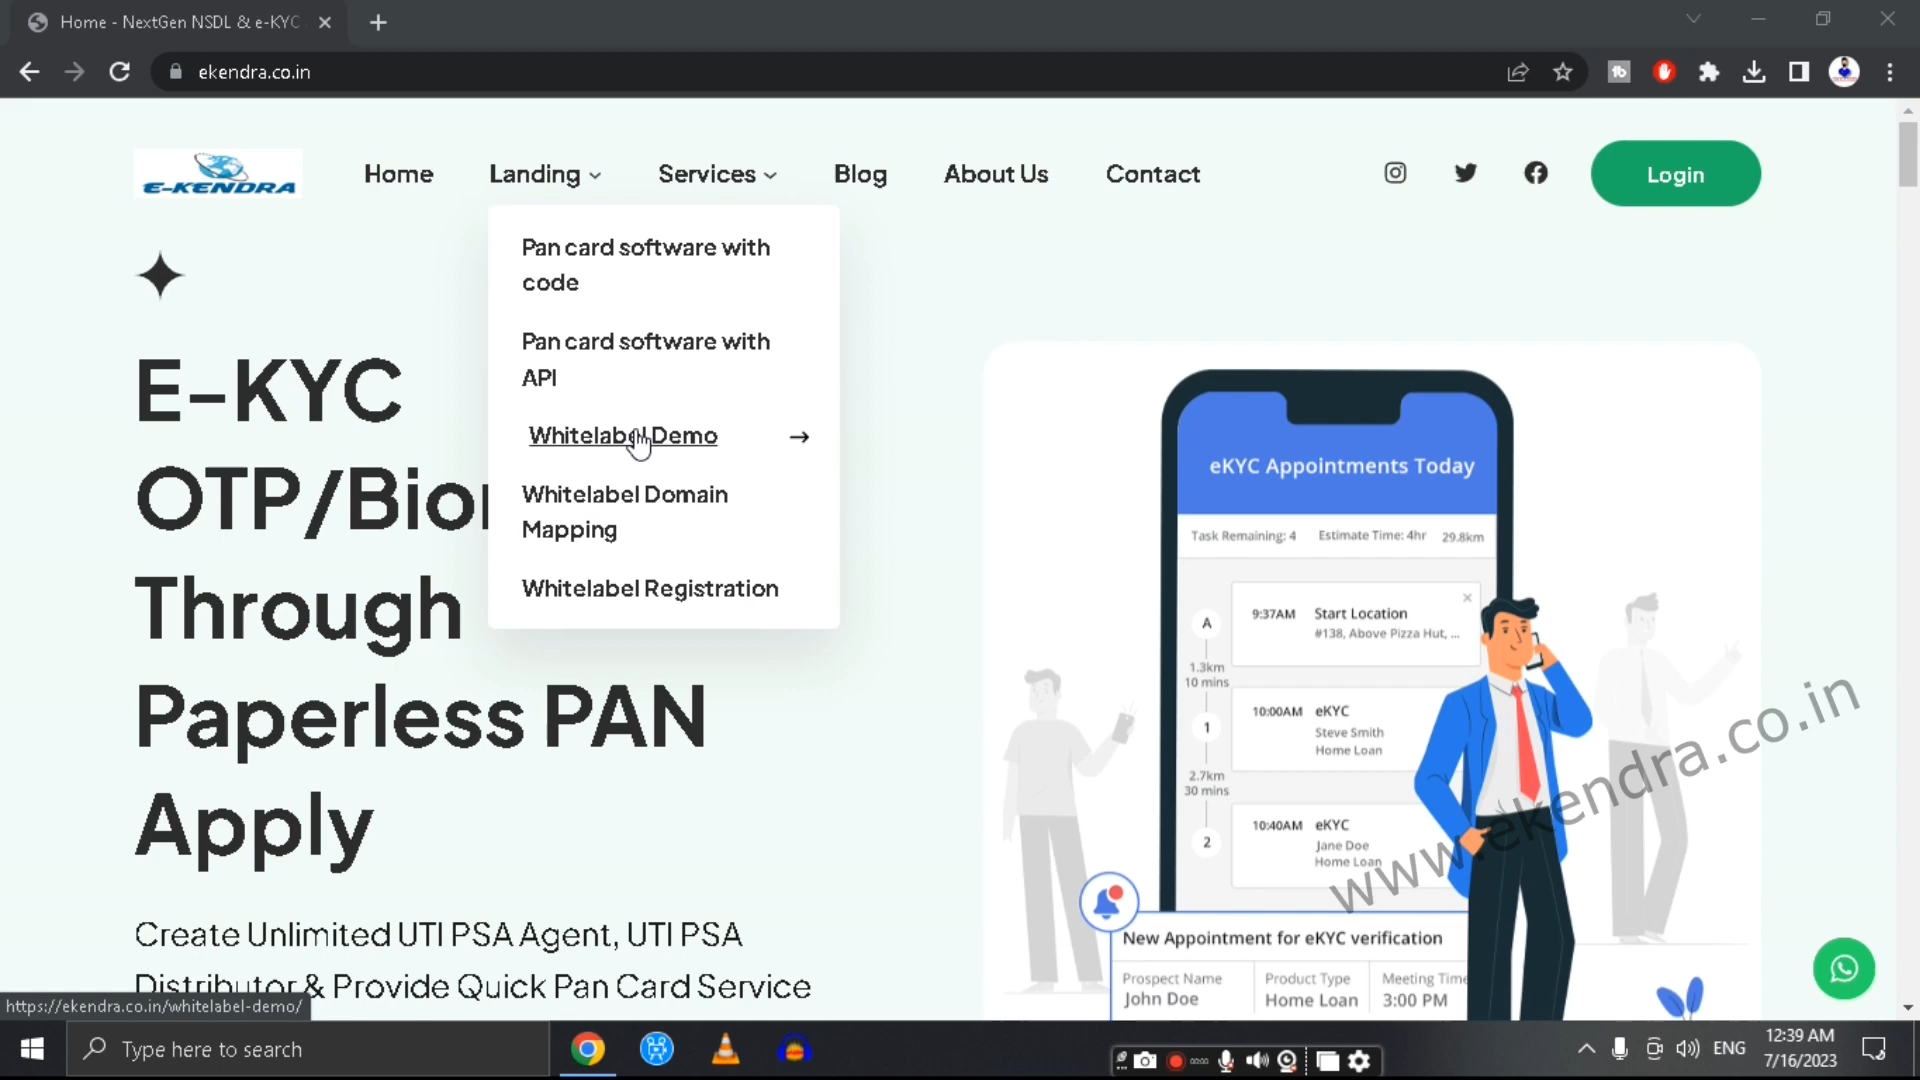 Home - NextGen NSDL & e-KYC
ekendra.co.in
E-KENDRA
Home
Landing
Services
Blog
About Us
Contact
Login
Pan card software with
code
Pan card software with
API
Whitelabel Demo
Whitelabel Domain
Mapping
Whitelabel Registration
E-KYC
OTP/Bio
Through
Paperless PAN
Apply
Create Unlimited UTI PSA Agent, UTI PSA
Distributor & Provide Quick Pan Card Service
eKYC Appointments Today
Task Remaining: 4 Estimate Time: 4hr 29.8km
A
9:37AM Start Location
#138, Above Pizza Hut, ...
1.3km
10 mins
1
10:00AM eKYC
Steve Smith
Home Loan
2.7km
30 mins
2
10:40AM eKYC
Jane Doe
Home Loan
New Appointment for eKYC verification
Prospect Name Product Type Meeting Time
John Doe Home Loan 3:00 PM
www.ekendra.co.in
https://ekendra.co.in/whitelabel-demo/
Type here to search
00:00
ENG
12:39 AM
7/16/2023